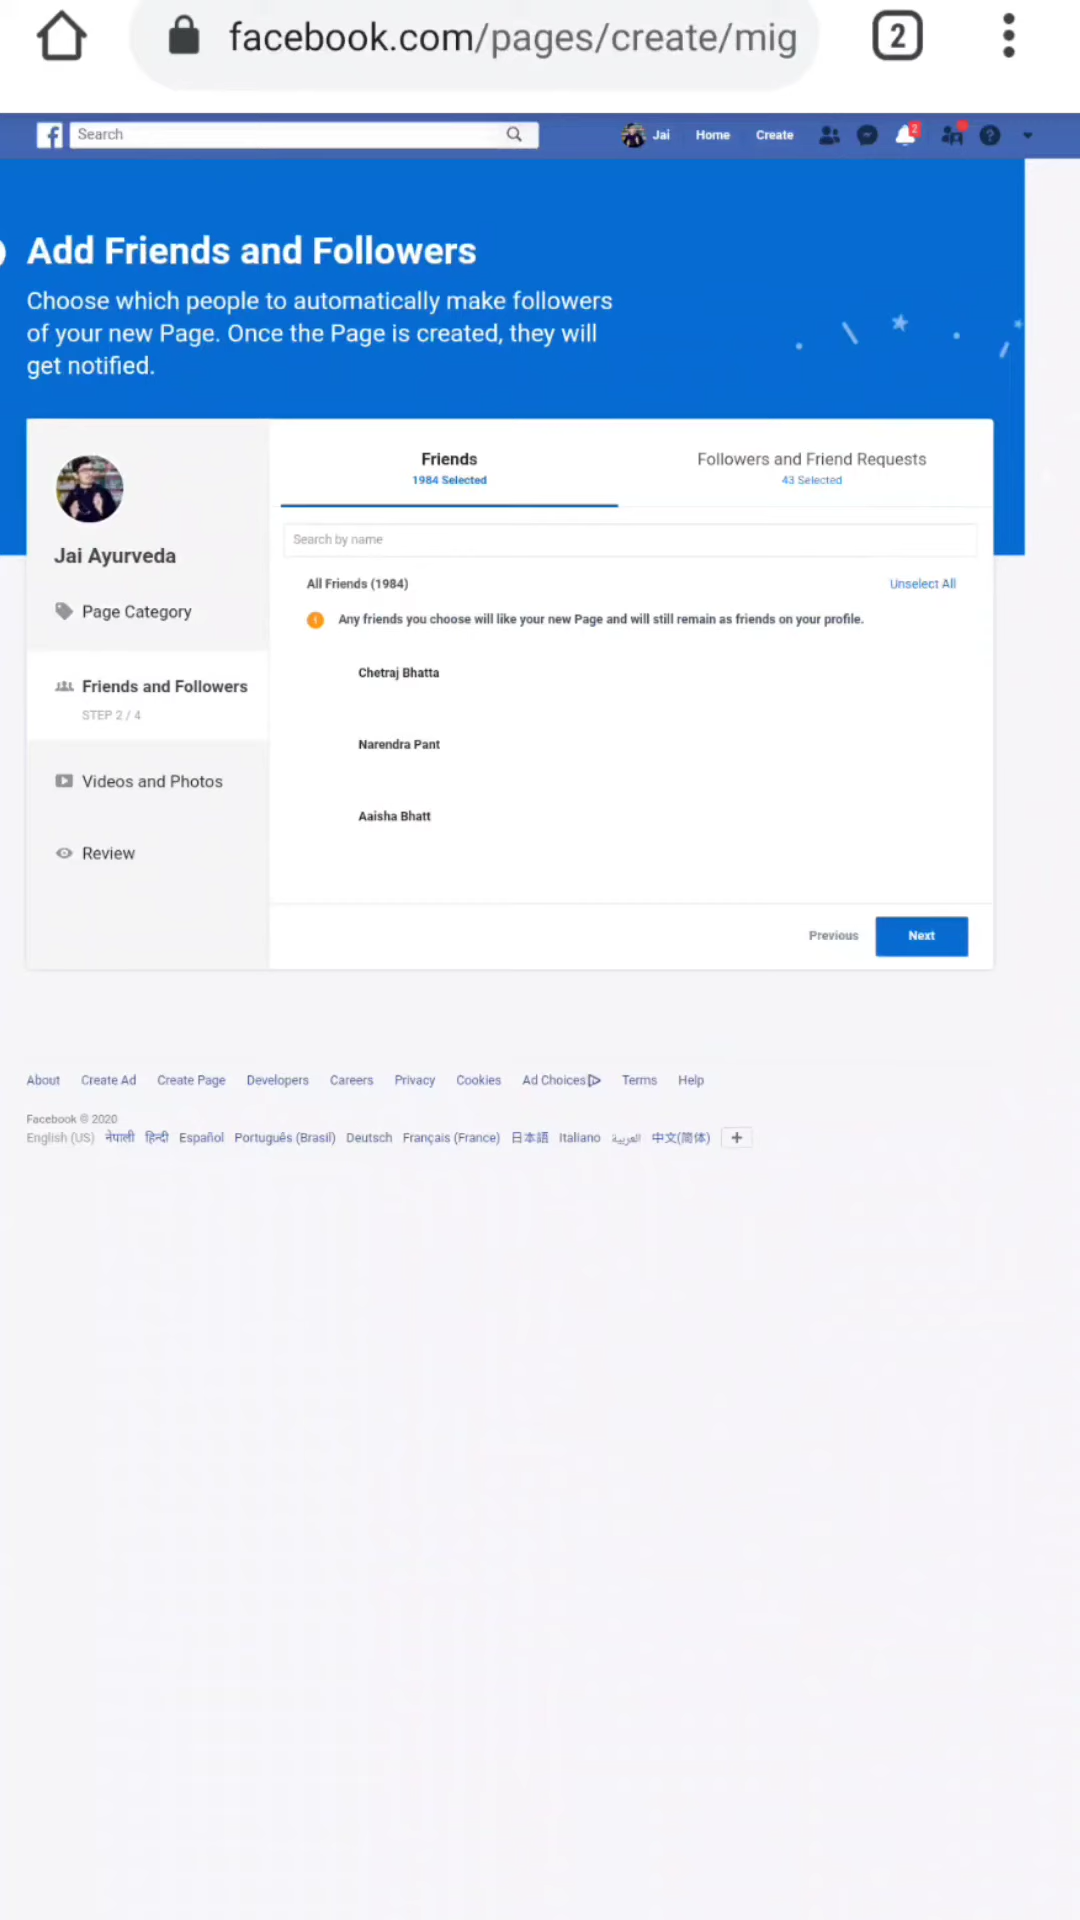 facebook.com/pages/create/mig
2
Search
Jai
Home
Create
2
Add Friends and Followers
Choose which people to automatically make followers
of your new Page. Once the Page is created, they will
get notified.
Jai Ayurveda
Page Category
Friends and Followers
STEP 2 / 4
Videos and Photos
Review
Friends
1984 Selected
Followers and Friend Requests
43 Selected
Search by name
All Friends (1984)
Unselect All
Any friends you choose will like your new Page and will still remain as friends on your profile.
Chetraj Bhatta
Narendra Pant
Aaisha Bhatt
Previous
Next
About Create Ad Create Page Developers Careers Privacy Cookies Ad Choices Terms Help
Facebook © 2020
English (US) नेपाली हिन्दी Español Português (Brasil) Deutsch Français (France) 日本語 Italiano العربية 中文(简体) +